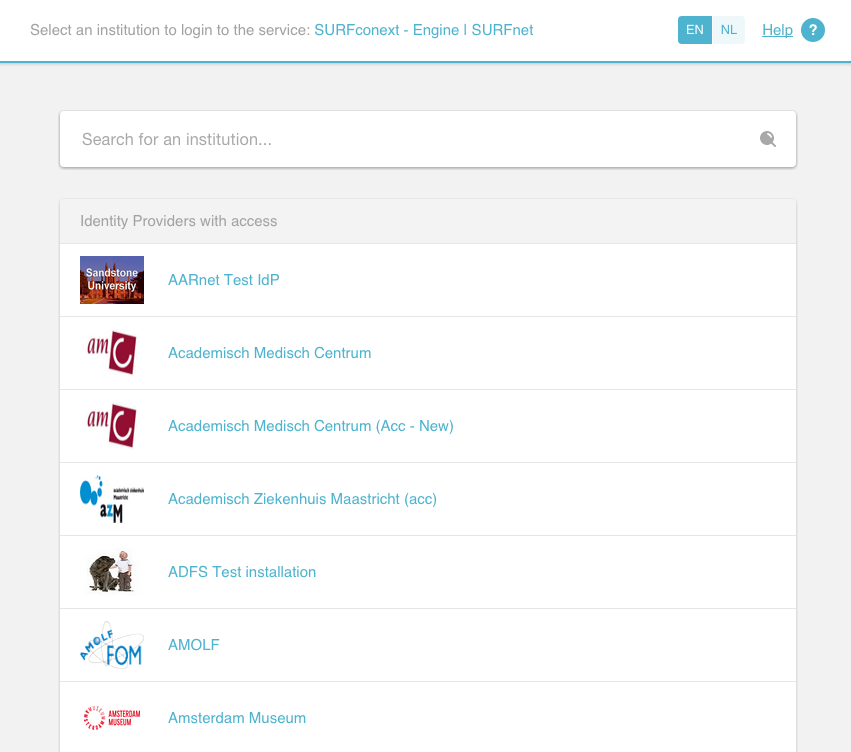 Select an institution to login to the service: SURFconext - Engine | SURFnet
EN NL Help ?
Search for an institution...
Identity Providers with access
Sandstone
University
AARnet Test IdP
amC
Academisch Medisch Centrum
amC
Academisch Medisch Centrum (Acc - New)
academisch ziekenhuis
Maastricht
azM
Academisch Ziekenhuis Maastricht (acc)
ADFS Test installation
AMOLF
FOM
AMOLF
AMSTERDAM
MUSEUM
Amsterdam Museum